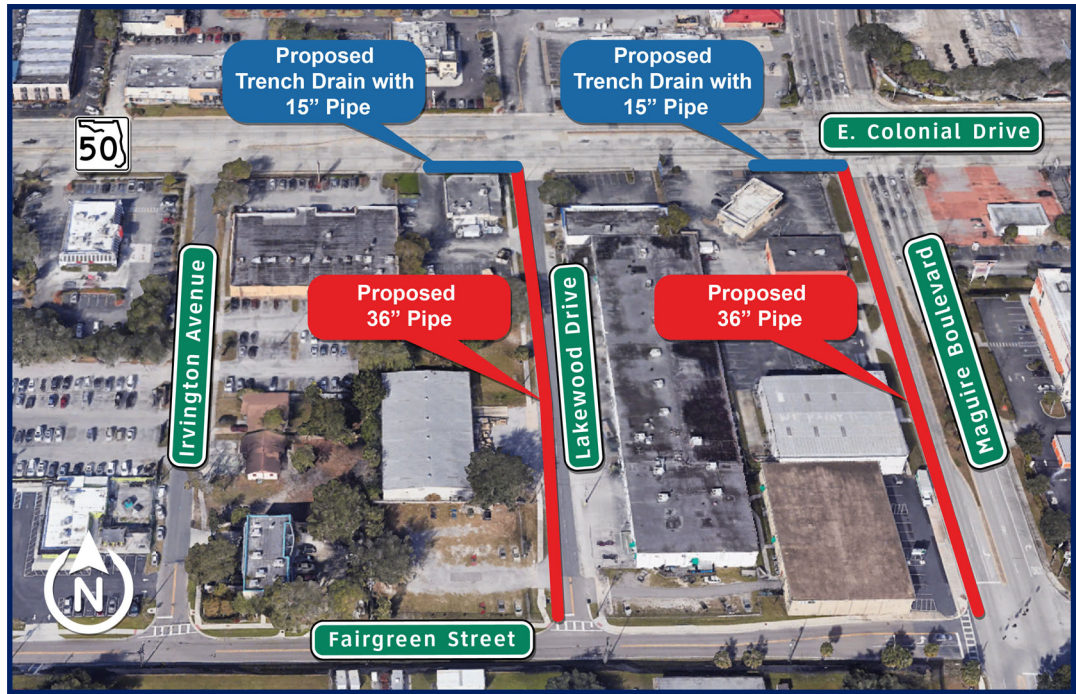 Proposed
Trench Drain with
15” Pipe
Proposed
Trench Drain with
15” Pipe
50
E. Colonial Drive
Irvington Avenue
Proposed
36” Pipe
Lakewood Drive
Proposed
36” Pipe
Maguire Boulevard
N
Fairgreen Street